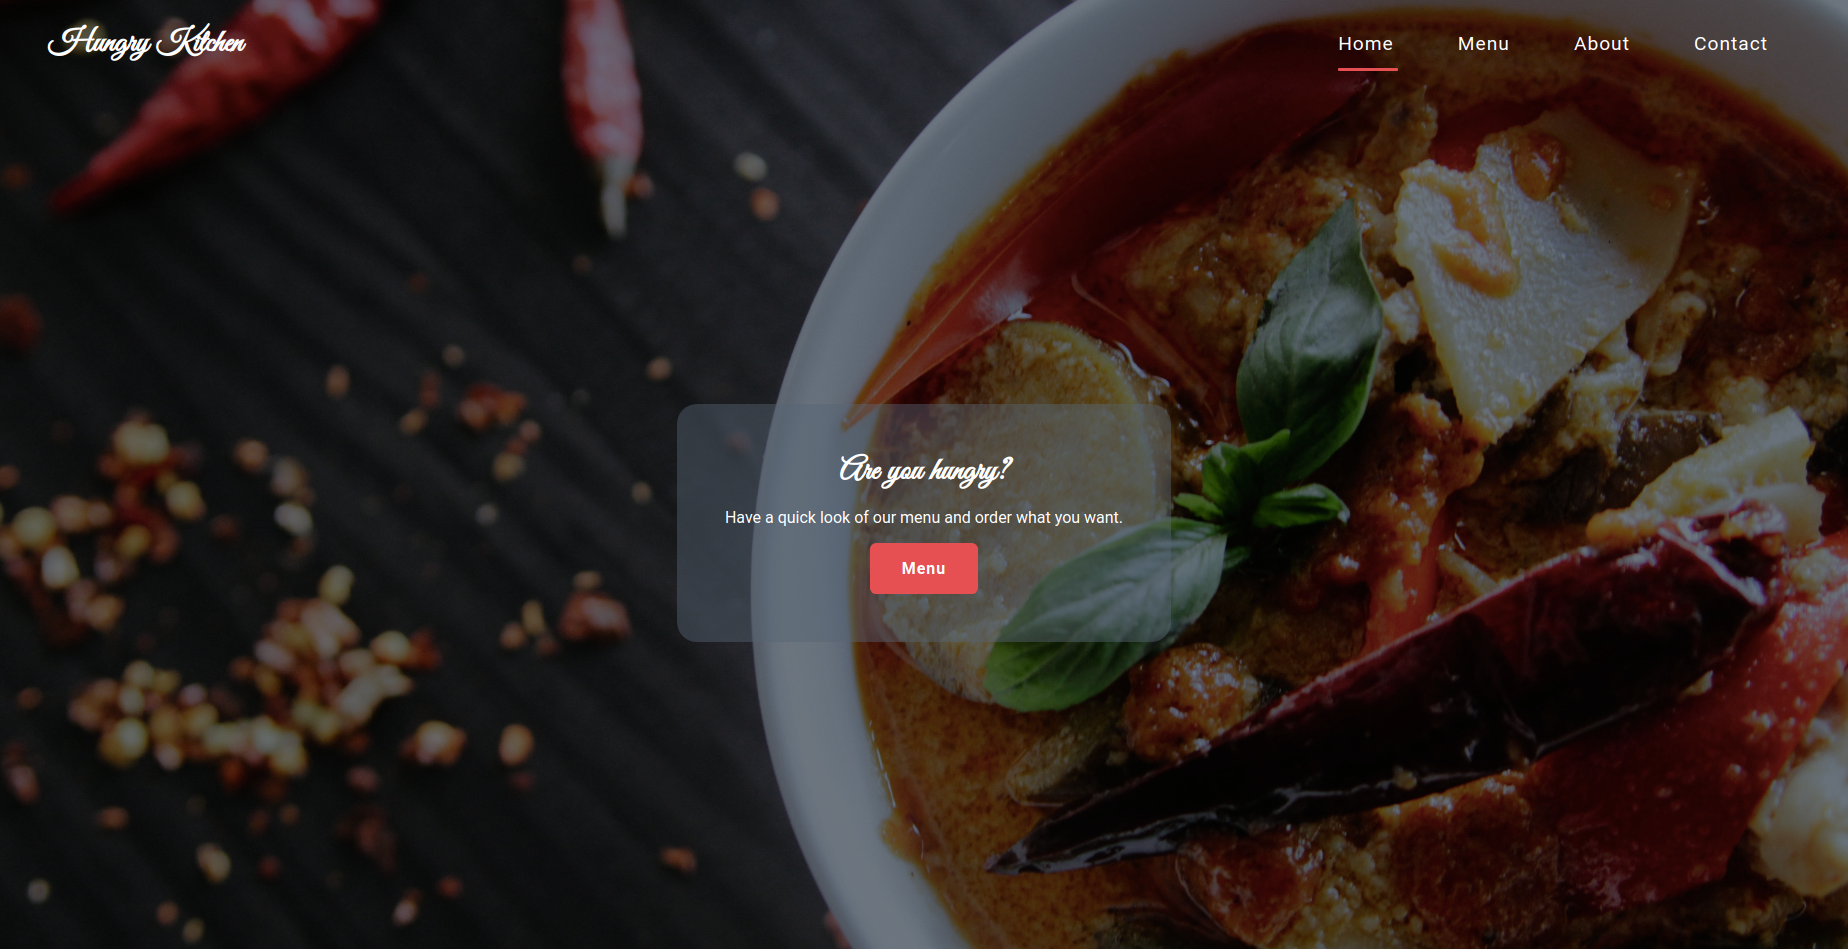 Hungry Kitchen
Home Menu About Contact
Are you hungry?
Have a quick look of our menu and order what you want.
Menu